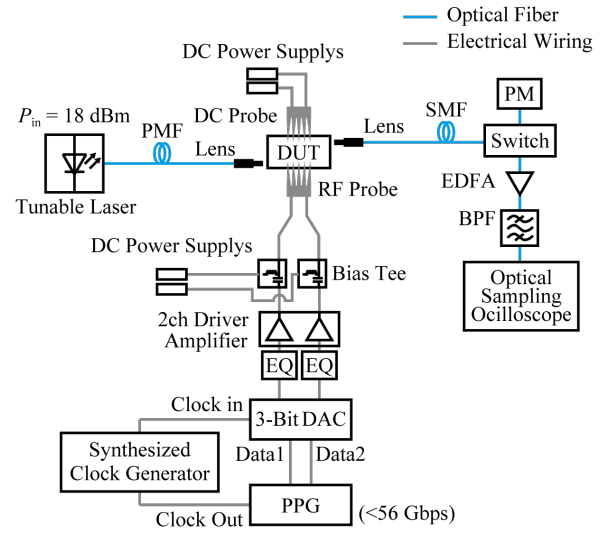 Optical Fiber
Electrical Wiring
DC Power Supplys
DC Probe
P_in = 18 dBm
PMF
Lens
DUT
Lens
SMF
PM
Switch
Tunable Laser
RF Probe
EDFA
BPF
DC Power Supplys
Bias Tee
Optical
Sampling
Ocilloscope
2ch Driver
Amplifier
EQ
EQ
Clock in
3-Bit DAC
Synthesized
Clock Generator
Data1
Data2
PPG
(<56 Gbps)
Clock Out